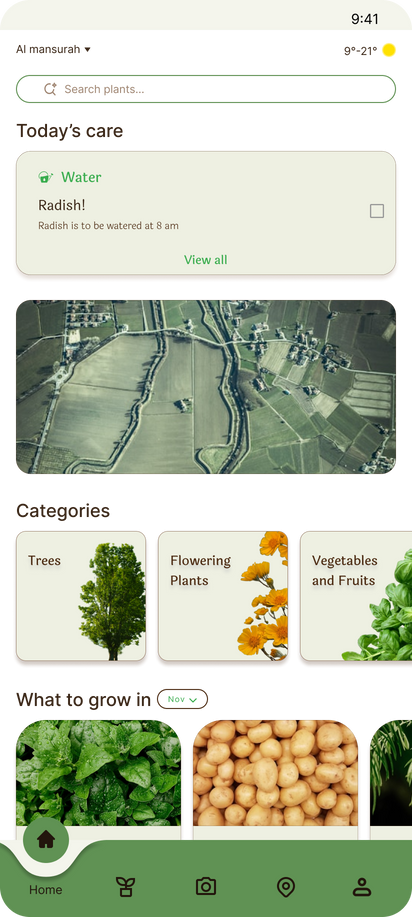 9:41
Al mansurah
9°-21°
Search plants...
Today's care
Water
Radish!
Radish is to be watered at 8 am
View all
Categories
Trees
Flowering
Plants
Vegetables
and Fruits
What to grow in
Nov
Home